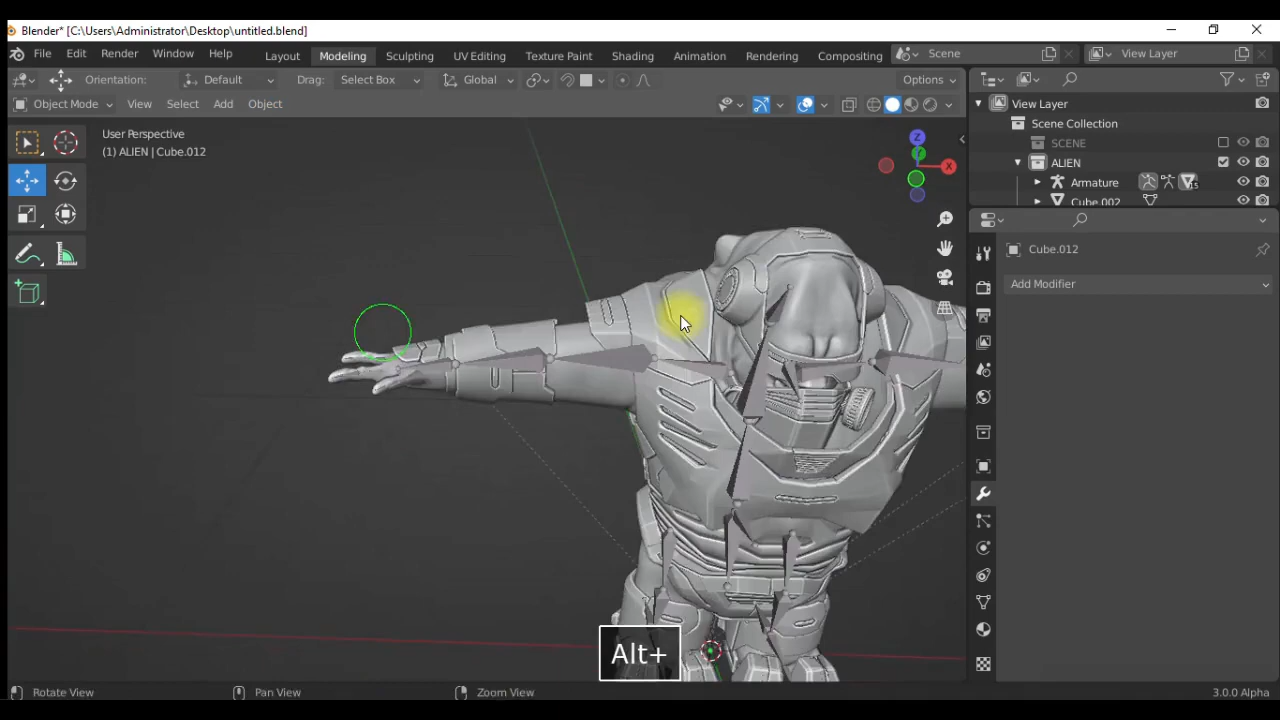 Blender* [C:\Users\Administrator\Desktop\untitled.blend]
File Edit Render Window Help Layout Modeling Sculpting UV Editing Texture Paint Shading Animation Rendering Compositing Scene View Layer
Orientation: Default Drag: Select Box Global Options
Object Mode View Select Add Object
User Perspective
(1) ALIEN | Cube.012
Z
Y
X
View Layer
Scene Collection
SCENE
ALIEN
Armature
15
Cube.002
Cube.012
Add Modifier
Alt+
Rotate View Pan View Zoom View 3.0.0 Alpha